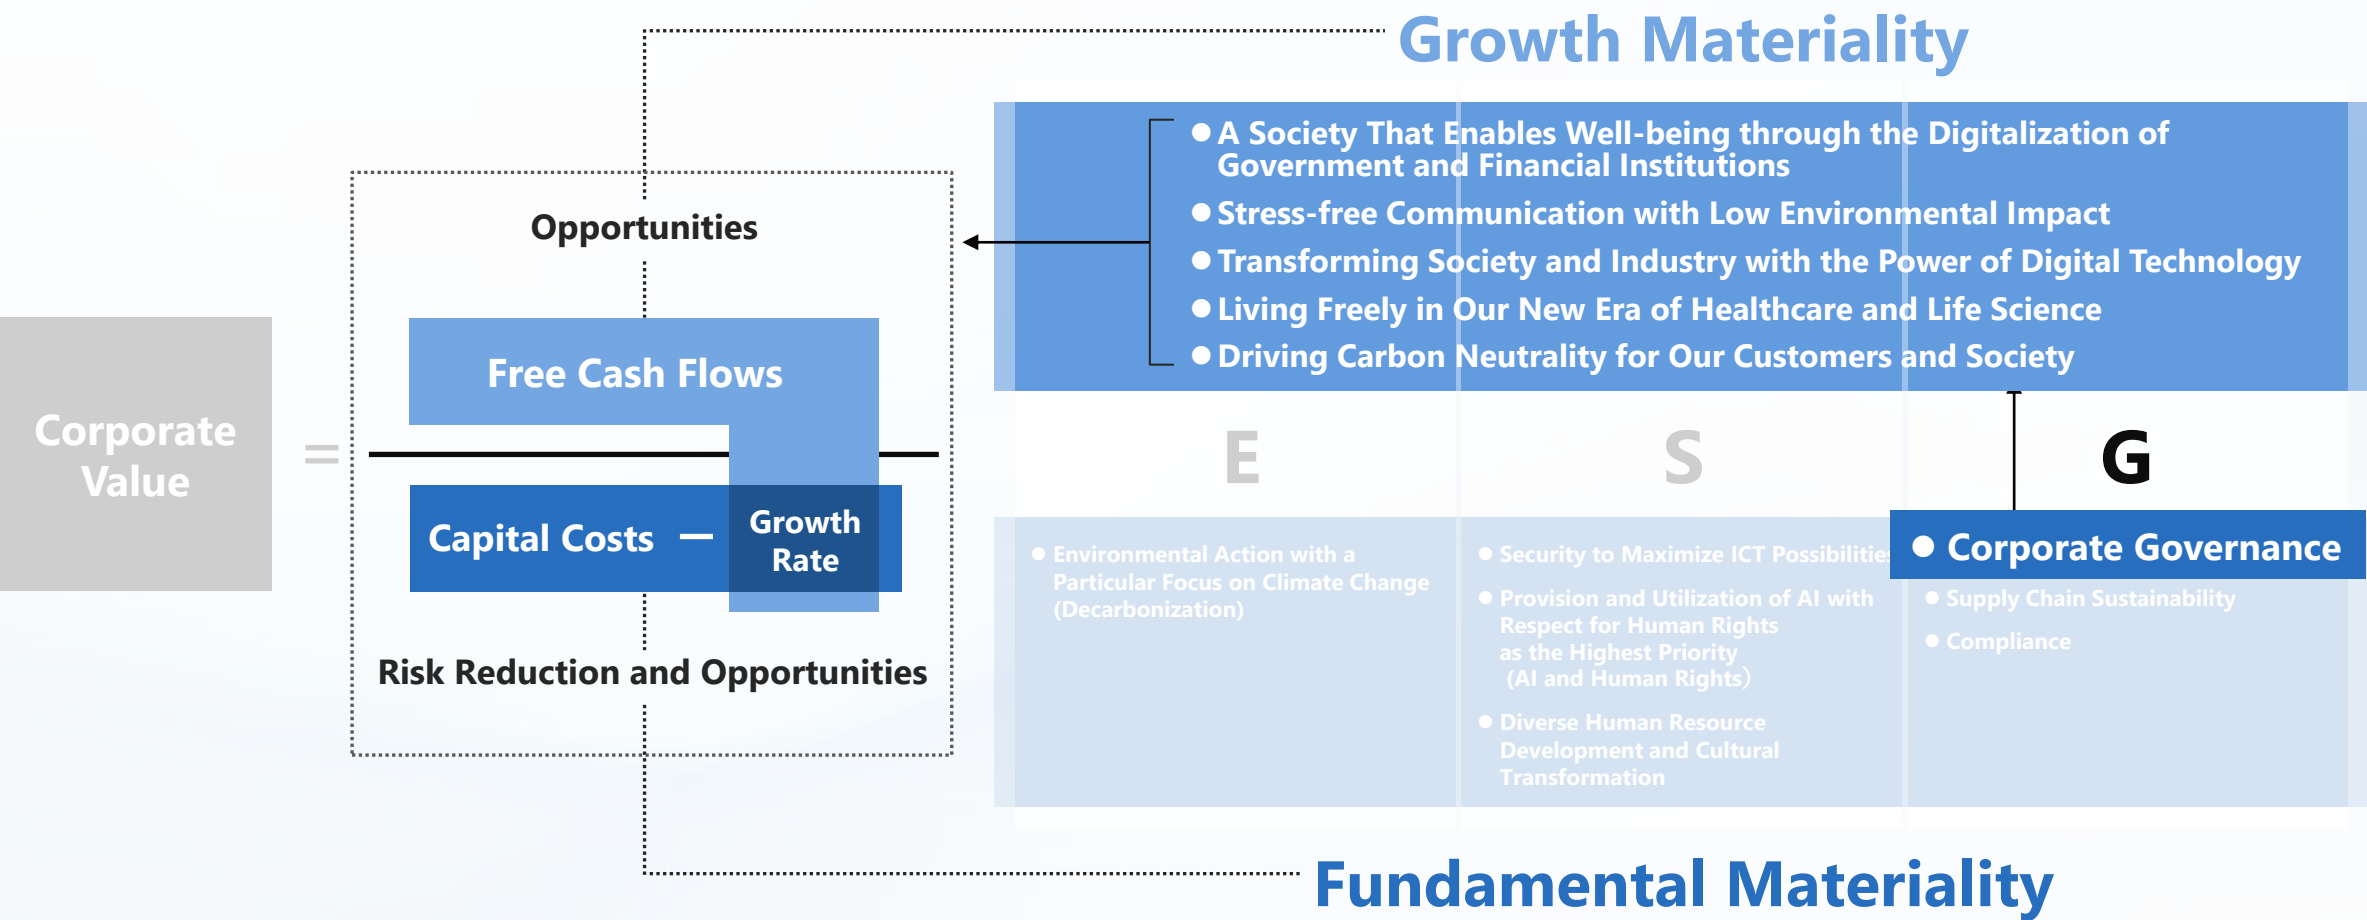 Growth Materiality
● A Society That Enables Well-being through the Digitalization of
Government and Financial Institutions
● Stress-free Communication with Low Environmental Impact
● Transforming Society and Industry with the Power of Digital Technology
● Living Freely in Our New Era of Healthcare and Life Science
● Driving Carbon Neutrality for Our Customers and Society
Opportunities
Free Cash Flows
Corporate
Value
=
Capital Costs －
Growth
Rate
Risk Reduction and Opportunities
E
● Environmental Action with a
Particular Focus on Climate Change
(Decarbonization)
S
● Security to Maximize ICT Possibilities
● Provision and Utilization of AI with
Respect for Human Rights
as the Highest Priority
(AI and Human Rights）
● Diverse Human Resource
Development and Cultural
Transformation
G
● Corporate Governance
● Supply Chain Sustainability
● Compliance
Fundamental Materiality